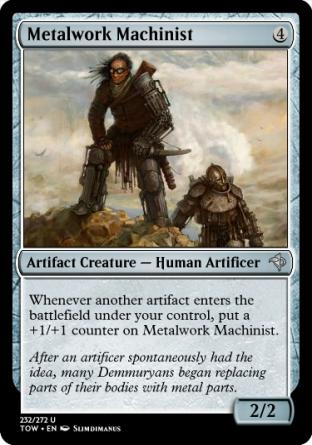 Metalwork Machinist 4
Artifact Creature — Human Artificer
Whenever another artifact enters the
battlefield under your control, put a
+1/+1 counter on Metalwork Machinist.
After an artificer spontaneously had the
idea, many Demmuryans began replacing
parts of their bodies with metal parts.
2/2
232/272 U
TOW • EN SLIMDIMANUS